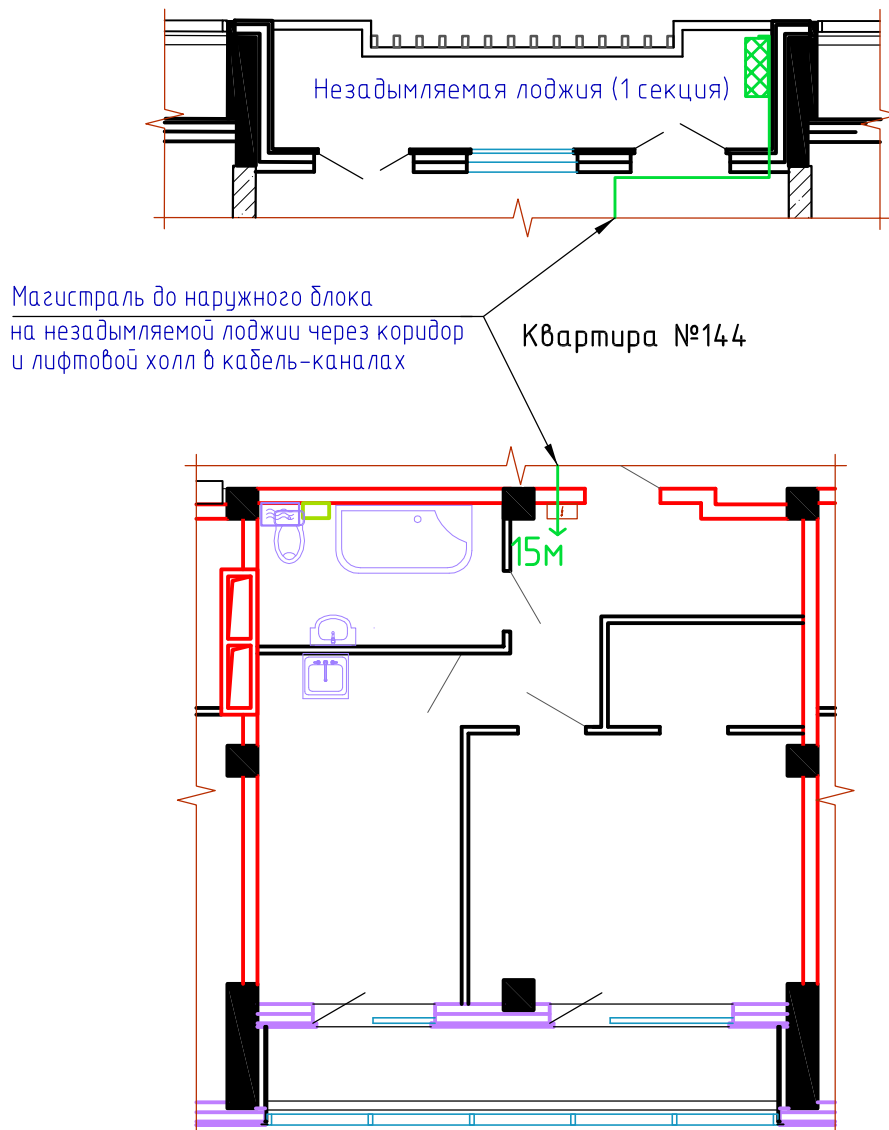 Незадымляемая лоджия (1 секция)
Магистраль до наружного блока
на незадымляемой лоджии через коридор
и лифтовой холл в кабель-каналах
Квартира №144
15м